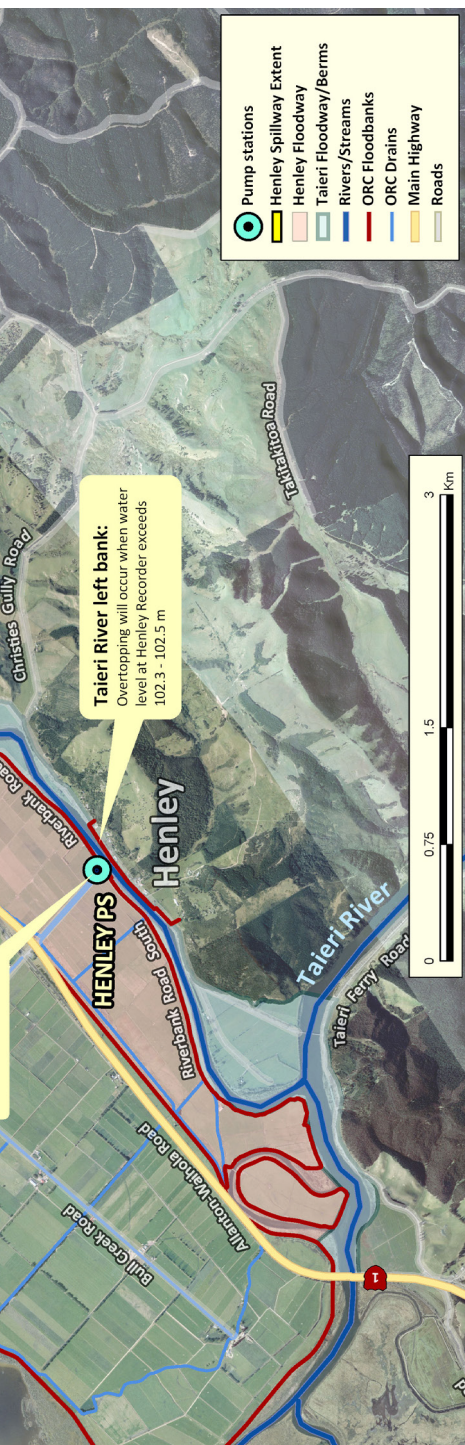 Pump stations
Henley Spillway Extent
Henley Floodway
Taieri Floodway/Berms
Rivers/Streams
ORC Floodbanks
ORC Drains
Main Highway
Roads
Christies Gully Road
Takitakitoa Road
Taieri River left bank:
Overtopping will occur when water
level at Henley Recorder exceeds
102.3 - 102.5 m
Riverbank Road
HENLEY PS
Henley
Riverbank Road South
Taieri River
Taieri Ferry Road
Allanton-Waihola Road
Bull Creek Road
1
0
0.75
1.5
3
Km